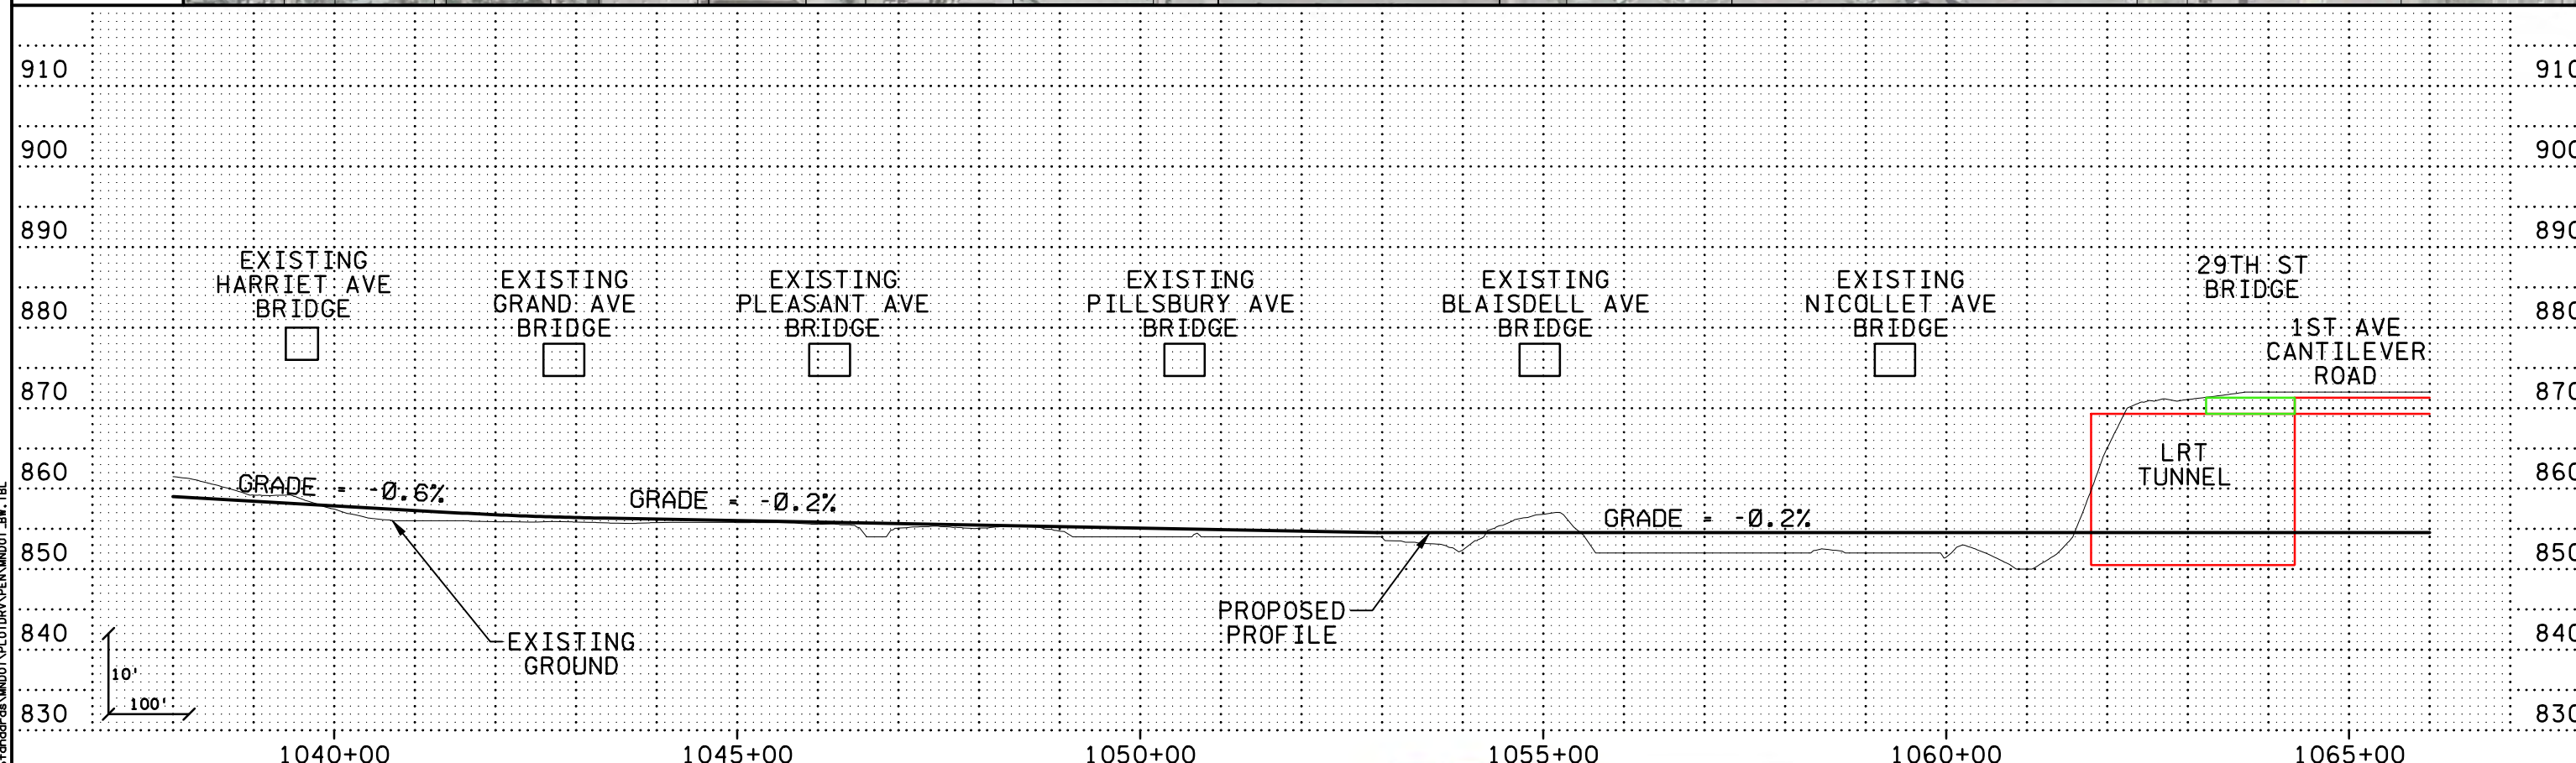 910
910
900
900
890
890
EXISTING
HARRIET AVE
BRIDGE
EXISTING
GRAND AVE
BRIDGE
EXISTING
PLEASANT AVE
BRIDGE
EXISTING
PILLSBURY AVE
BRIDGE
EXISTING
BLAISDELL AVE
BRIDGE
EXISTING
NICOLLET AVE
BRIDGE
29TH ST
BRIDGE
1ST AVE
CANTILEVER
ROAD
880
880
870
870
860
860
GRADE = -0.6%
GRADE = -0.2%
GRADE = -0.2%
LRT
TUNNEL
850
850
PROPOSED
PROFILE
EXISTING
GROUND
840
840
10'
100'
830
830
1040+00
1045+00
1050+00
1055+00
1060+00
1065+00